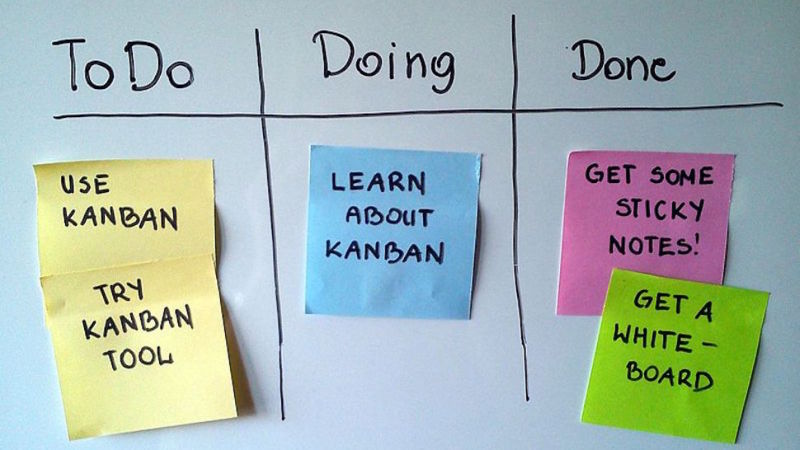 To Do
Doing
Done
USE
KANBAN
TRY
KANBAN
TOOL
LEARN
ABOUT
KANBAN
GET SOME
STICKY
NOTES!
GET A
WHITE-
BOARD